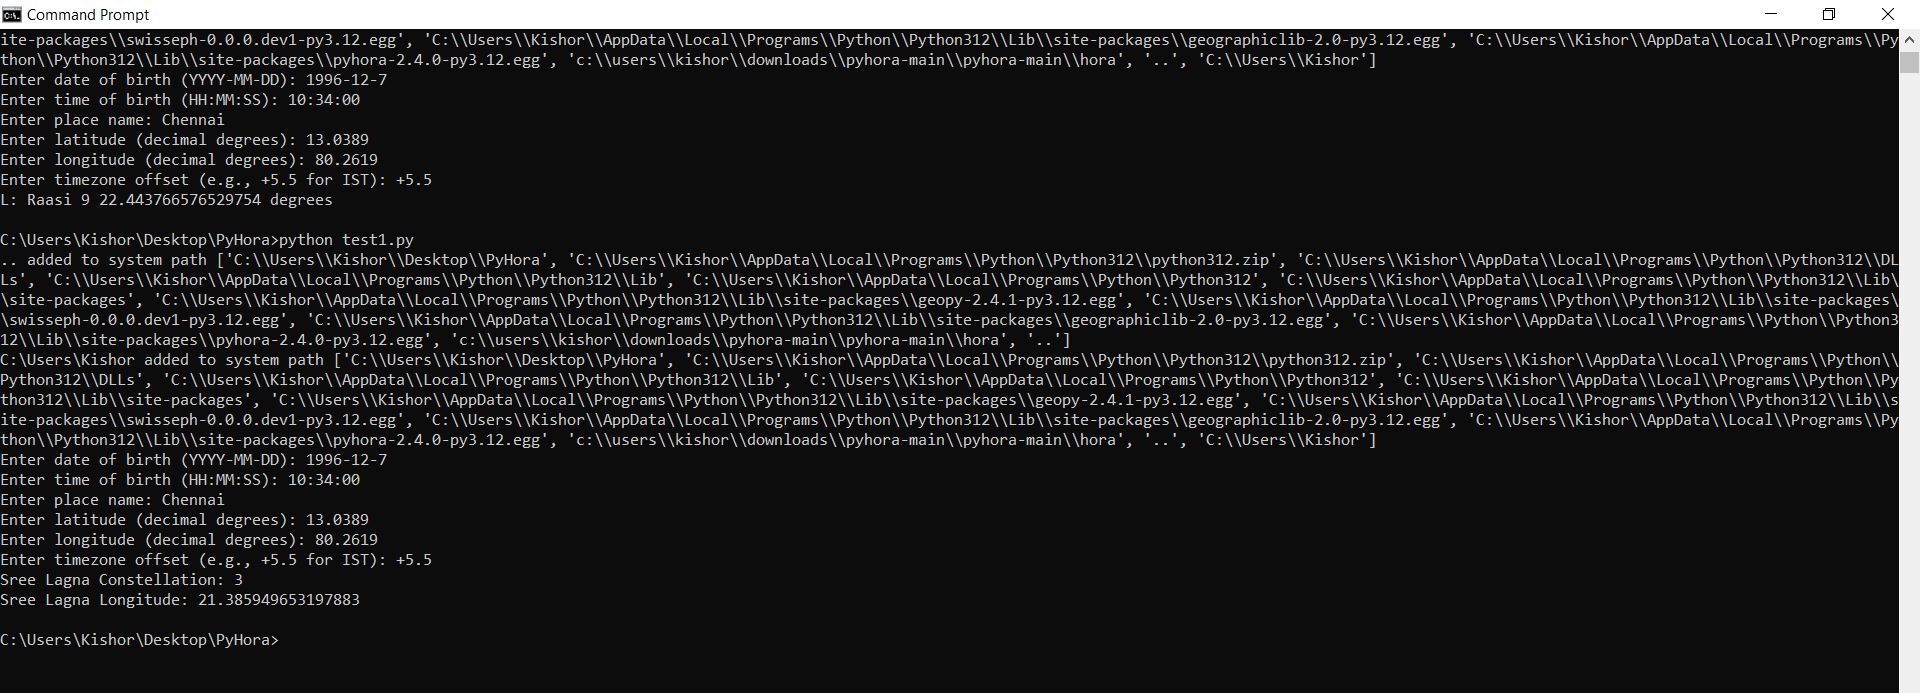 Command Prompt
ite-packages\\swisseph-0.0.0.dev1-py3.12.egg', 'C:\\Users\\Kishor\\AppData\\Local\\Programs\\Python\\Python312\\Lib\\site-packages\\geographiclib-2.0-py3.12.egg', 'C:\\Users\\Kishor\\AppData\\Local\\Programs\\Py
thon\\Python312\\Lib\\site-packages\\pyhora-2.4.0-py3.12.egg', 'c:\\users\\kishor\\downloads\\pyhora-main\\pyhora-main\\hora', '..', 'C:\\Users\\Kishor']
Enter date of birth (YYYY-MM-DD): 1996-12-7
Enter time of birth (HH:MM:SS): 10:34:00
Enter place name: Chennai
Enter latitude (decimal degrees): 13.0389
Enter longitude (decimal degrees): 80.2619
Enter timezone offset (e.g., +5.5 for IST): +5.5
L: Raasi 9 22.443766576529754 degrees
C:\Users\Kishor\Desktop\PyHora>python test1.py
.. added to system path ['C:\\Users\\Kishor\\Desktop\\PyHora', 'C:\\Users\\Kishor\\AppData\\Local\\Programs\\Python\\Python312\\python312.zip', 'C:\\Users\\Kishor\\AppData\\Local\\Programs\\Python\\Python312\\DL
Ls', 'C:\\Users\\Kishor\\AppData\\Local\\Programs\\Python\\Python312\\Lib', 'C:\\Users\\Kishor\\AppData\\Local\\Programs\\Python\\Python312', 'C:\\Users\\Kishor\\AppData\\Local\\Programs\\Python\\Python312\\Lib\
\site-packages', 'C:\\Users\\Kishor\\AppData\\Local\\Programs\\Python\\Python312\\Lib\\site-packages\\geopy-2.4.1-py3.12.egg', 'C:\\Users\\Kishor\\AppData\\Local\\Programs\\Python\\Python312\\Lib\\site-packages\
\swisseph-0.0.0.dev1-py3.12.egg', 'C:\\Users\\Kishor\\AppData\\Local\\Programs\\Python\\Python312\\Lib\\site-packages\\geographiclib-2.0-py3.12.egg', 'C:\\Users\\Kishor\\AppData\\Local\\Programs\\Python\\Python3
12\\Lib\\site-packages\\pyhora-2.4.0-py3.12.egg', 'c:\\users\\kishor\\downloads\\pyhora-main\\pyhora-main\\hora', '..']
C:\Users\Kishor added to system path ['C:\\Users\\Kishor\\Desktop\\PyHora', 'C:\\Users\\Kishor\\AppData\\Local\\Programs\\Python\\Python312\\python312.zip', 'C:\\Users\\Kishor\\AppData\\Local\\Programs\\Python\\
Python312\\DLLs', 'C:\\Users\\Kishor\\AppData\\Local\\Programs\\Python\\Python312\\Lib', 'C:\\Users\\Kishor\\AppData\\Local\\Programs\\Python\\Python312', 'C:\\Users\\Kishor\\AppData\\Local\\Programs\\Python\\Py
thon312\\Lib\\site-packages', 'C:\\Users\\Kishor\\AppData\\Local\\Programs\\Python\\Python312\\Lib\\site-packages\\geopy-2.4.1-py3.12.egg', 'C:\\Users\\Kishor\\AppData\\Local\\Programs\\Python\\Python312\\Lib\\s
ite-packages\\swisseph-0.0.0.dev1-py3.12.egg', 'C:\\Users\\Kishor\\AppData\\Local\\Programs\\Python\\Python312\\Lib\\site-packages\\geographiclib-2.0-py3.12.egg', 'C:\\Users\\Kishor\\AppData\\Local\\Programs\\Py
thon\\Python312\\Lib\\site-packages\\pyhora-2.4.0-py3.12.egg', 'c:\\users\\kishor\\downloads\\pyhora-main\\pyhora-main\\hora', '..', 'C:\\Users\\Kishor']
Enter date of birth (YYYY-MM-DD): 1996-12-7
Enter time of birth (HH:MM:SS): 10:34:00
Enter place name: Chennai
Enter latitude (decimal degrees): 13.0389
Enter longitude (decimal degrees): 80.2619
Enter timezone offset (e.g., +5.5 for IST): +5.5
Sree Lagna Constellation: 3
Sree Lagna Longitude: 21.385949653197883
C:\Users\Kishor\Desktop\PyHora>